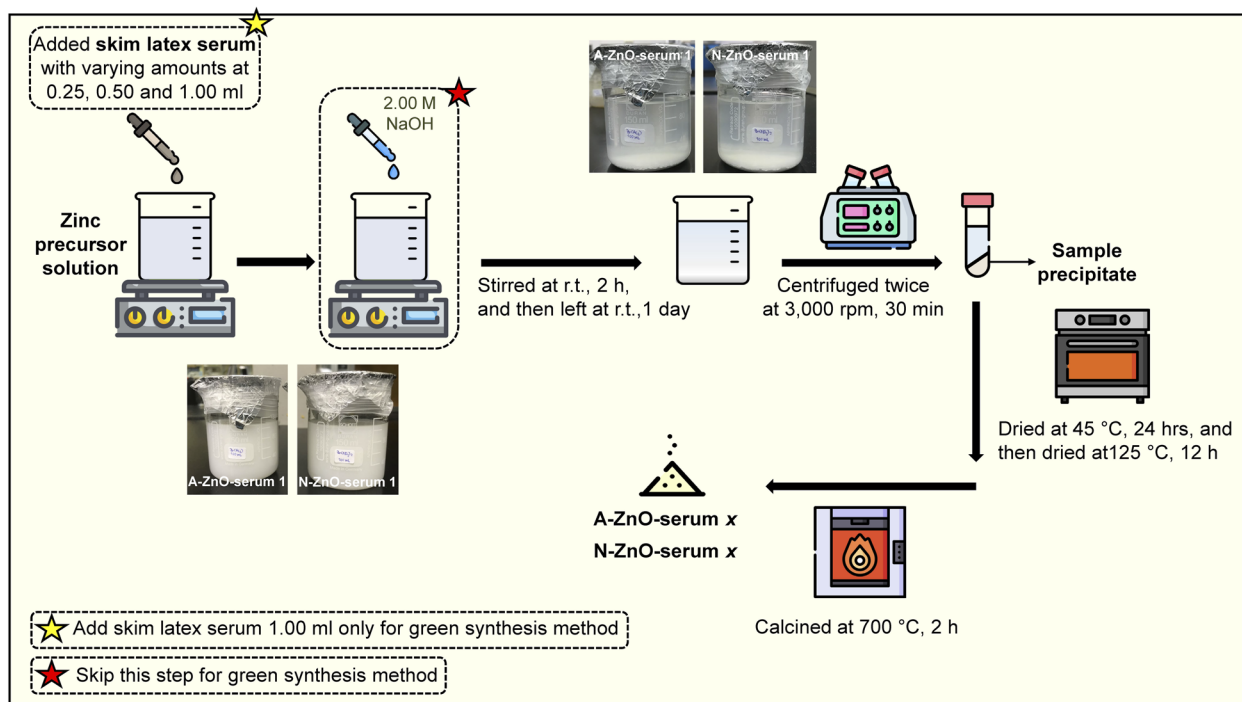 Added skim latex serum
with varying amounts at
0.25, 0.50 and 1.00 ml
2.00 M
NaOH
A-ZnO-serum 1
N-ZnO-serum 1
Zinc
precursor
solution
Stirred at r.t., 2 h,
and then left at r.t.,1 day
Centrifuged twice
at 3,000 rpm, 30 min
Sample
precipitate
A-ZnO-serum 1
N-ZnO-serum 1
Dried at 45 °C, 24 hrs, and
then dried at125 °C, 12 h
A-ZnO-serum x
N-ZnO-serum x
Calcined at 700 °C, 2 h
Add skim latex serum 1.00 ml only for green synthesis method
Skip this step for green synthesis method